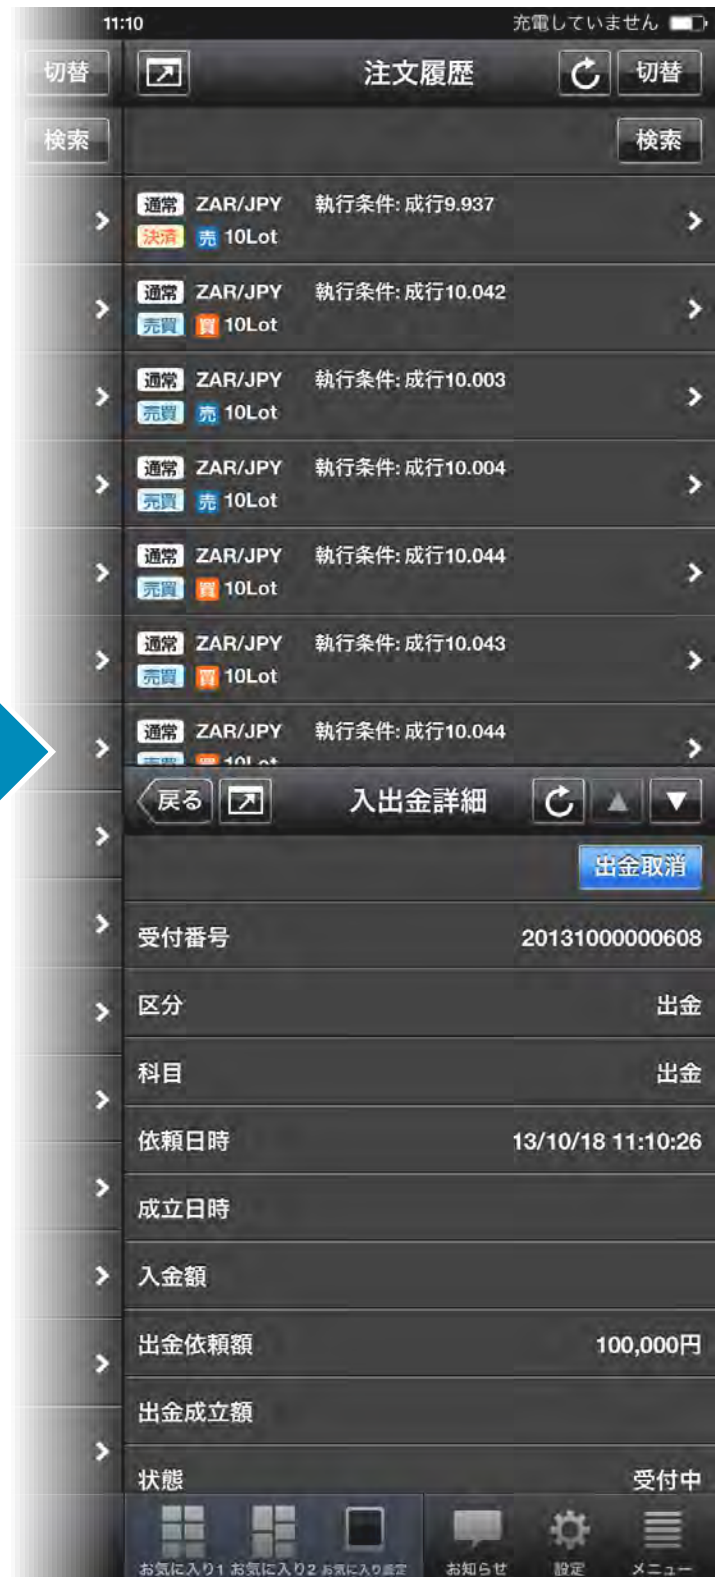 11:10 充電していません
切替 注文履歴 切替
検索 検索
通常 ZAR/JPY 執行条件: 成行9.937
決済 売 10Lot
通常 ZAR/JPY 執行条件: 成行10.042
売買 買 10Lot
通常 ZAR/JPY 執行条件: 成行10.003
売買 売 10Lot
通常 ZAR/JPY 執行条件: 成行10.004
売買 売 10Lot
通常 ZAR/JPY 執行条件: 成行10.044
売買 買 10Lot
通常 ZAR/JPY 執行条件: 成行10.043
売買 買 10Lot
通常 ZAR/JPY 執行条件: 成行10.044
売買 買 10Lot
戻る 入出金詳細
出金取消
受付番号 20131000000608
区分 出金
科目 出金
依頼日時 13/10/18 11:10:26
成立日時
入金額
出金依頼額 100,000円
出金成立額
状態 受付中
お気に入り1 お気に入り2 お気に入り設定 お知らせ 設定 メニュー